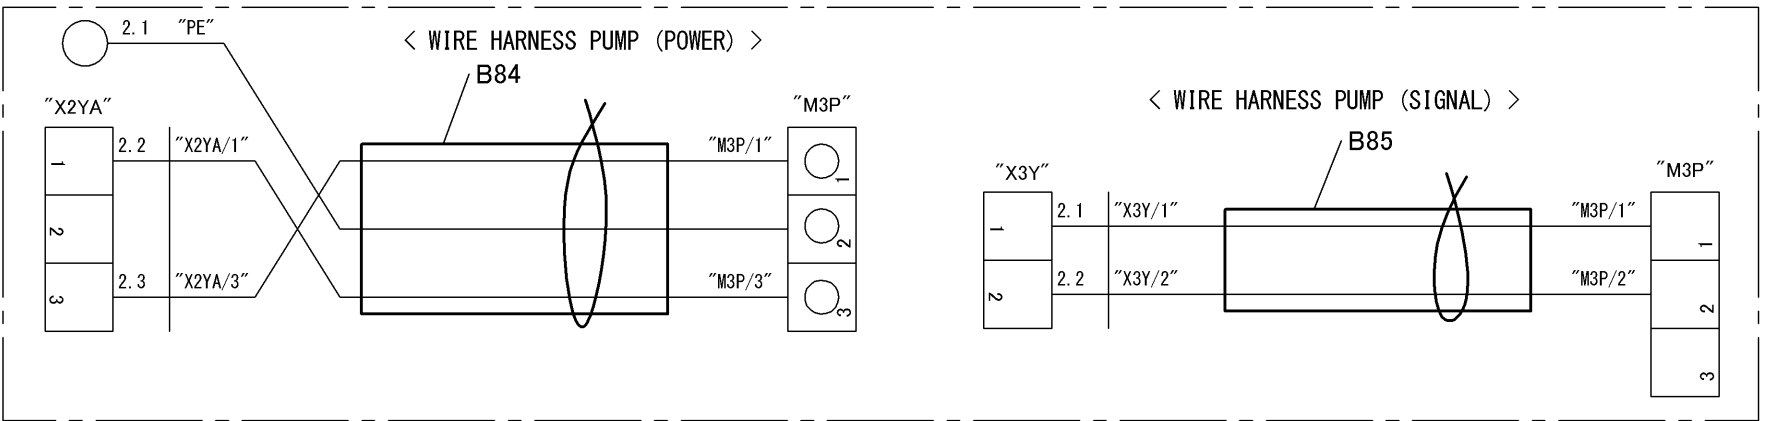 2.1 "PE"
< WIRE HARNESS PUMP (POWER) >
B84
"X2YA"
"M3P"
1 2.2 "X2YA/1" "M3P/1" 1
2 2
3 2.3 "X2YA/3" "M3P/3" 3
< WIRE HARNESS PUMP (SIGNAL) >
B85
"X3Y"
"M3P"
1 2.1 "X3Y/1" "M3P/1" 1
2 2.2 "X3Y/2" "M3P/2" 2
3